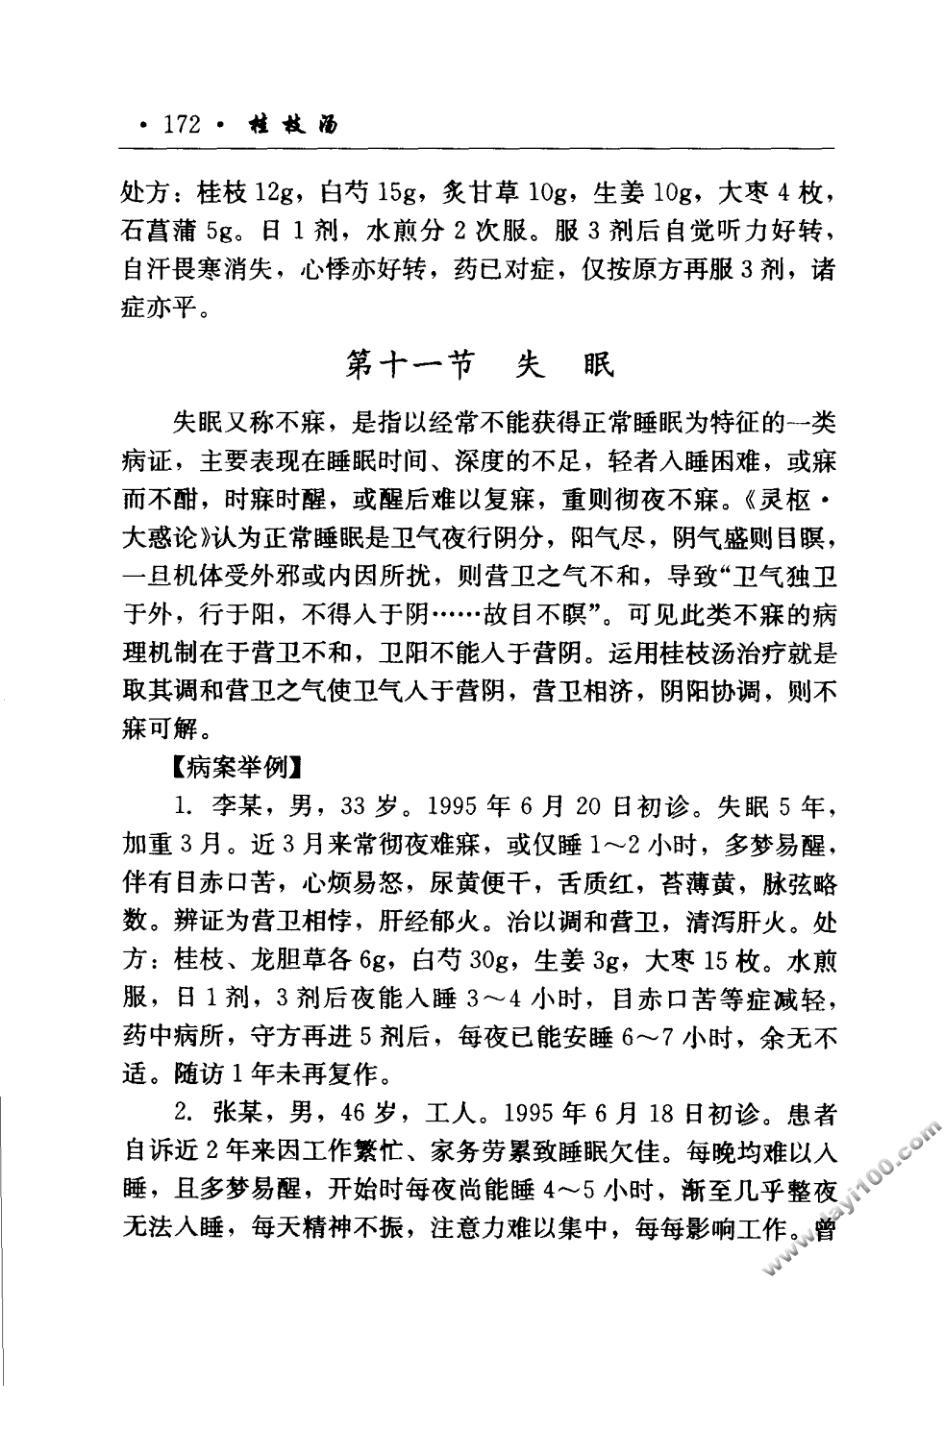 · 172 · 桂枝汤
处方：桂枝 12g，白芍 15g，炙甘草 10g，生姜 10g，大枣 4 枚，
石菖蒲 5g。日 1 剂，水煎分 2 次服。服 3 剂后自觉听力好转，
自汗畏寒消失，心悸亦好转，药已对症，仅按原方再服 3 剂，诸
症亦平。
第十一节 失 眠
失眠又称不寐，是指以经常不能获得正常睡眠为特征的一类
病证，主要表现在睡眠时间、深度的不足，轻者入睡困难，或寐
而不酣，时寐时醒，或醒后难以复寐，重则彻夜不寐。《灵枢·
大惑论》认为正常睡眠是卫气夜行阴分，阳气尽，阴气盛则目瞑，
一旦机体受外邪或内因所扰，则营卫之气不和，导致“卫气独卫
于外，行于阳，不得入于阴……故目不瞑”。可见此类不寐的病
理机制在于营卫不和，卫阳不能入于营阴。运用桂枝汤治疗就是
取其调和营卫之气使卫气入于营阴，营卫相济，阴阳协调，则不
寐可解。
【病案举例】
1. 李某，男，33 岁。1995 年 6 月 20 日初诊。失眠 5 年，
加重 3 月。近 3 月来常彻夜难寐，或仅睡 1～2 小时，多梦易醒，
伴有目赤口苦，心烦易怒，尿黄便干，舌质红，苔薄黄，脉弦略
数。辨证为营卫相悖，肝经郁火。治以调和营卫，清泻肝火。处
方：桂枝、龙胆草各 6g，白芍 30g，生姜 3g，大枣 15 枚。水煎
服，日 1 剂，3 剂后夜能入睡 3～4 小时，目赤口苦等症减轻，
药中病所，守方再进 5 剂后，每夜已能安睡 6～7 小时，余无不
适。随访 1 年未再复作。
2. 张某，男，46 岁，工人。1995 年 6 月 18 日初诊。患者
自诉近 2 年来因工作繁忙、家务劳累致睡眠欠佳。每晚均难以入
睡，且多梦易醒，开始时每夜尚能睡 4～5 小时，渐至几乎整夜
无法入睡，每天精神不振，注意力难以集中，每每影响工作。曾
www.dayi100.com